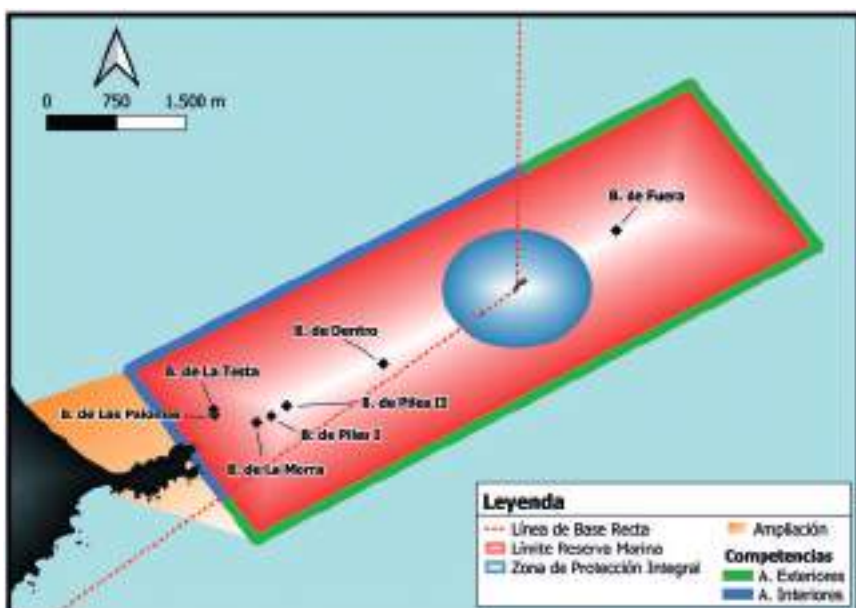 0 750 1.500 m
B. de Fuera
B. de Dentro
B. de La Testa
B. de Las Palomas
B. de Piles II
B. de Piles I
B. de La Morra
Leyenda
Línea de Base Recta
Límite Reserva Marina
Zona de Protección Integral
Ampliación
Competencias
A. Exteriores
A. Interiores